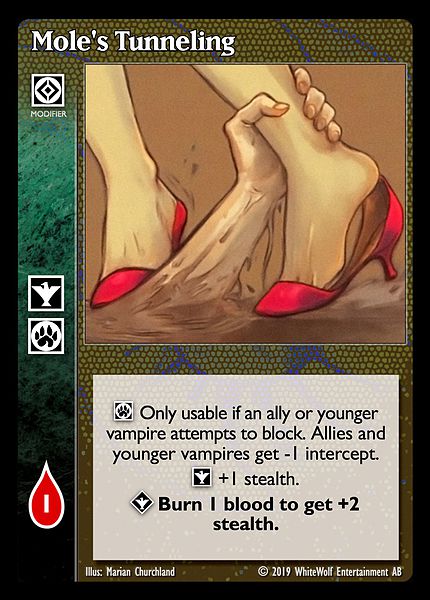 Mole's Tunneling
MODIFIER
Only usable if an ally or younger
vampire attempts to block. Allies and
younger vampires get -1 intercept.
+1 stealth.
Burn 1 blood to get +2
stealth.
1
Illus: Marian Churchland © 2019 WhiteWolf Entertainment AB